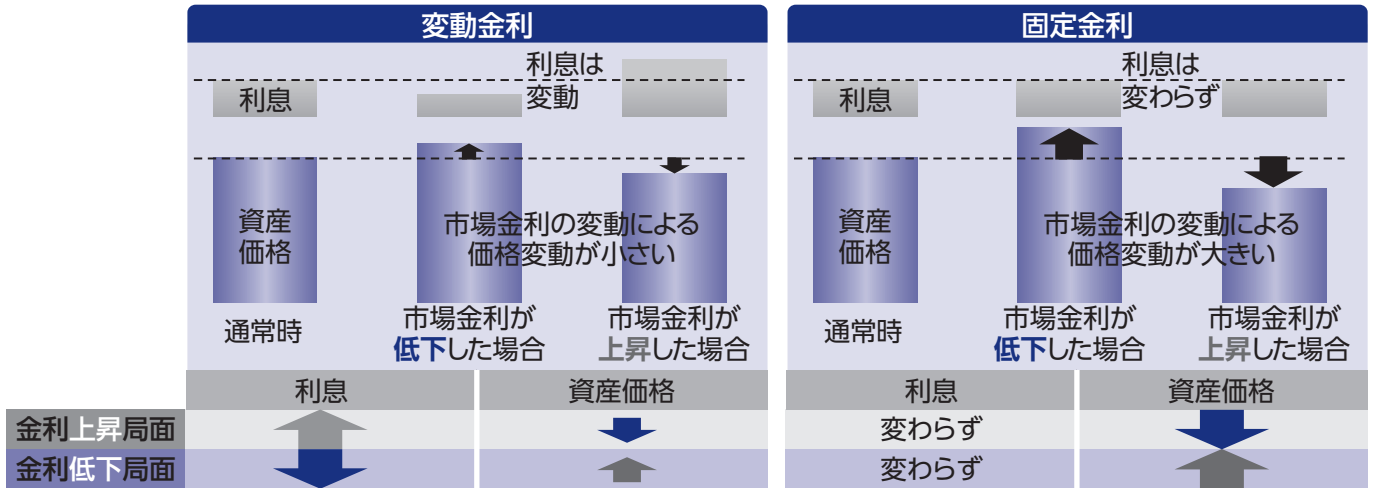 変動金利
利息は
変動
利息
資産
価格
市場金利の変動による
価格変動が小さい
通常時
市場金利が
低下した場合
市場金利が
上昇した場合
固定金利
利息は
変わらず
利息
資産
価格
市場金利の変動による
価格変動が大きい
通常時
市場金利が
低下した場合
市場金利が
上昇した場合
利息 資産価格 利息 資産価格
金利上昇局面 変わらず
金利低下局面 変わらず